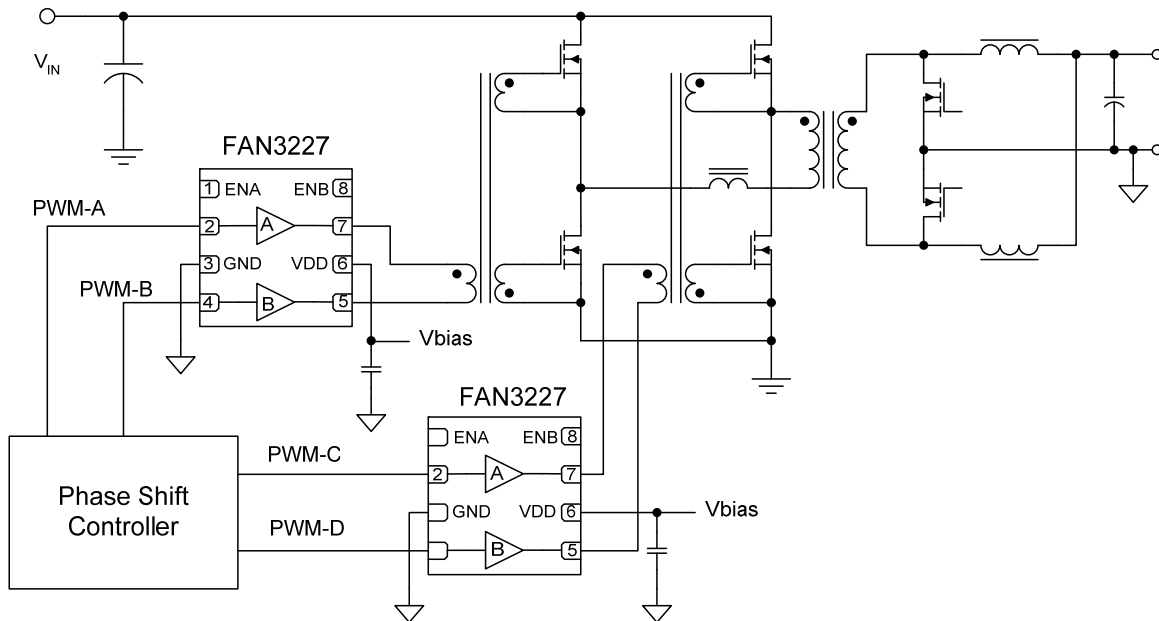 VIN
FAN3227
1 ENA ENB 8
PWM-A
2 A 7
3 GND VDD 6
PWM-B
4 B 5
Vbias
FAN3227
ENA ENB 8
PWM-C
2 A 7
Phase Shift
Controller
GND VDD 6
Vbias
PWM-D
B 5